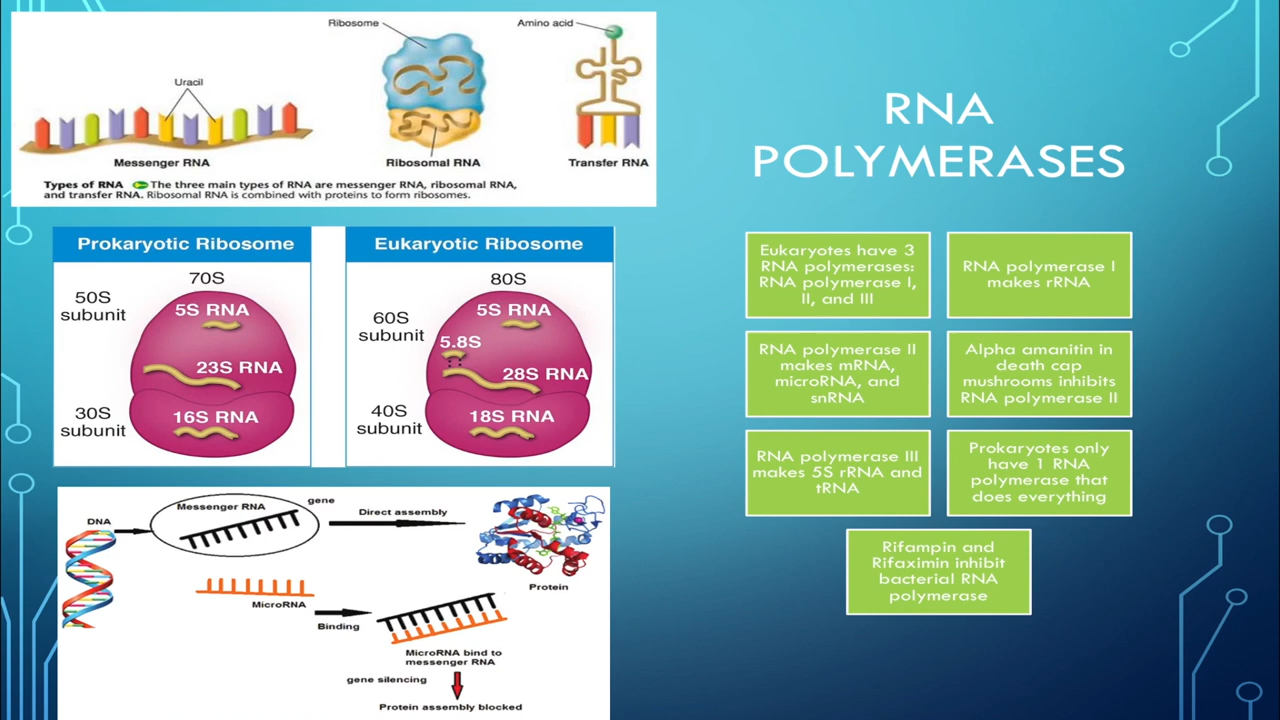 Ribosome
Amino acid
Uracil
Messenger RNA
Ribosomal RNA
Transfer RNA
Types of RNA The three main types of RNA are messenger RNA, ribosomal RNA,
and transfer RNA. Ribosomal RNA is combined with proteins to form ribosomes.
Prokaryotic Ribosome
70S
50S
subunit
5S RNA
23S RNA
30S
subunit
16S RNA
Eukaryotic Ribosome
80S
60S
subunit
5S RNA
5.8S
28S RNA
40S
subunit
18S RNA
DNA
Messenger RNA
gene
Direct assembly
Protein
MicroRNA
Binding
MicroRNA bind to
messenger RNA
gene silencing
Protein assembly blocked
RNA
POLYMERASES
Eukaryotes have 3
RNA polymerases:
RNA polymerase I,
II, and III
RNA polymerase I
makes rRNA
RNA polymerase II
makes mRNA,
microRNA, and
snRNA
Alpha amanitin in
death cap
mushrooms inhibits
RNA polymerase II
RNA polymerase III
makes 5S rRNA and
tRNA
Prokaryotes only
have 1 RNA
polymerase that
does everything
Rifampin and
Rifaximin inhibit
bacterial RNA
polymerase